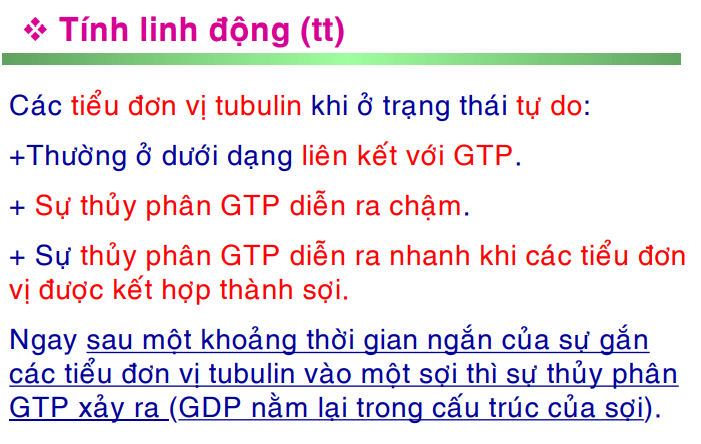 ❖ Tính linh động (tt)
Các tiểu đơn vị tubulin khi ở trạng thái tự do:
+Thường ở dưới dạng liên kết với GTP.
+ Sự thủy phân GTP diễn ra chậm.
+ Sự thủy phân GTP diễn ra nhanh khi các tiểu đơn
vị được kết hợp thành sợi.
Ngay sau một khoảng thời gian ngắn của sự gắn
các tiểu đơn vị tubulin vào một sợi thì sự thủy phân
GTP xảy ra (GDP nằm lại trong cấu trúc của sợi).